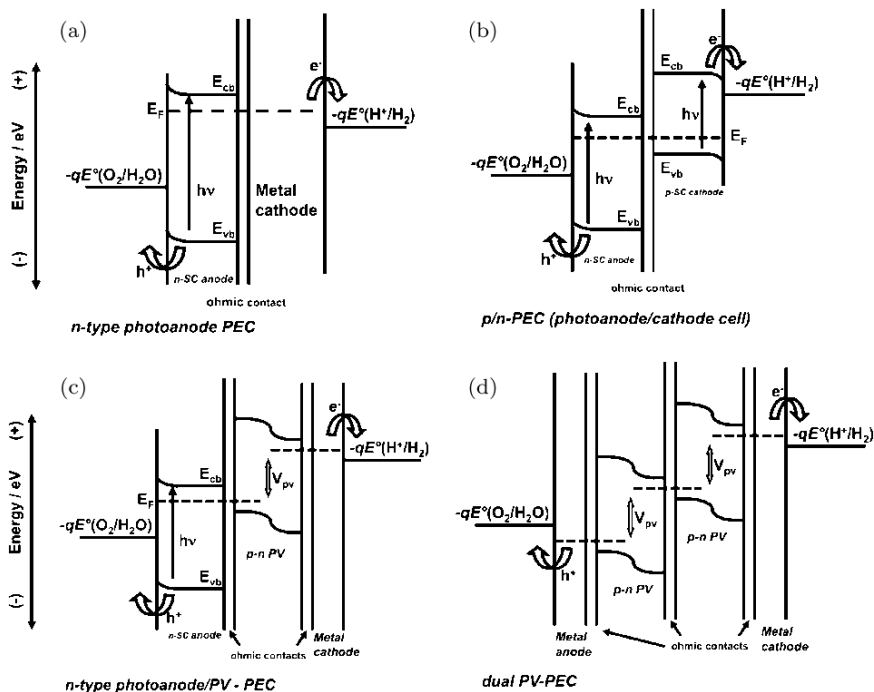 (a)
Energy / eV
(+)
(-)
E_cb
E_F
-qE°(O₂/H₂O)
hν
E_vb
h⁺
n-SC anode
Metal
cathode
e⁻
-qE°(H⁺/H₂)
ohmic contact
n-type photoanode PEC
(b)
e⁻
E_cb
-qE°(H⁺/H₂)
hν
E_cb
E_F
-qE°(O₂/H₂O)
E_vb
p-SC cathode
hν
E_vb
h⁺
n-SC anode
ohmic contact
p/n-PEC (photoanode/cathode cell)
(c)
Energy / eV
(+)
(-)
e⁻
-qE°(H⁺/H₂)
E_cb
V_pv
E_F
-qE°(O₂/H₂O)
hν
p-n PV
E_vb
h⁺
n-SC anode
ohmic contacts
Metal
cathode
n-type photoanode/PV - PEC
(d)
e⁻
-qE°(H⁺/H₂)
V_pv
-qE°(O₂/H₂O)
V_pv
p-n PV
h⁺
p-n PV
Metal
anode
ohmic contacts
Metal
cathode
dual PV-PEC